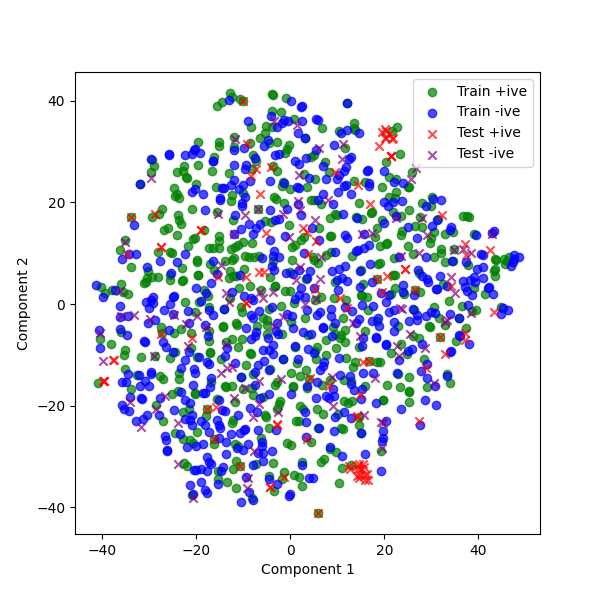 Train +ive
Train -ive
Test +ive
Test -ive
40
20
0
−20
−40
Component 2
−40 −20 0 20 40
Component 1